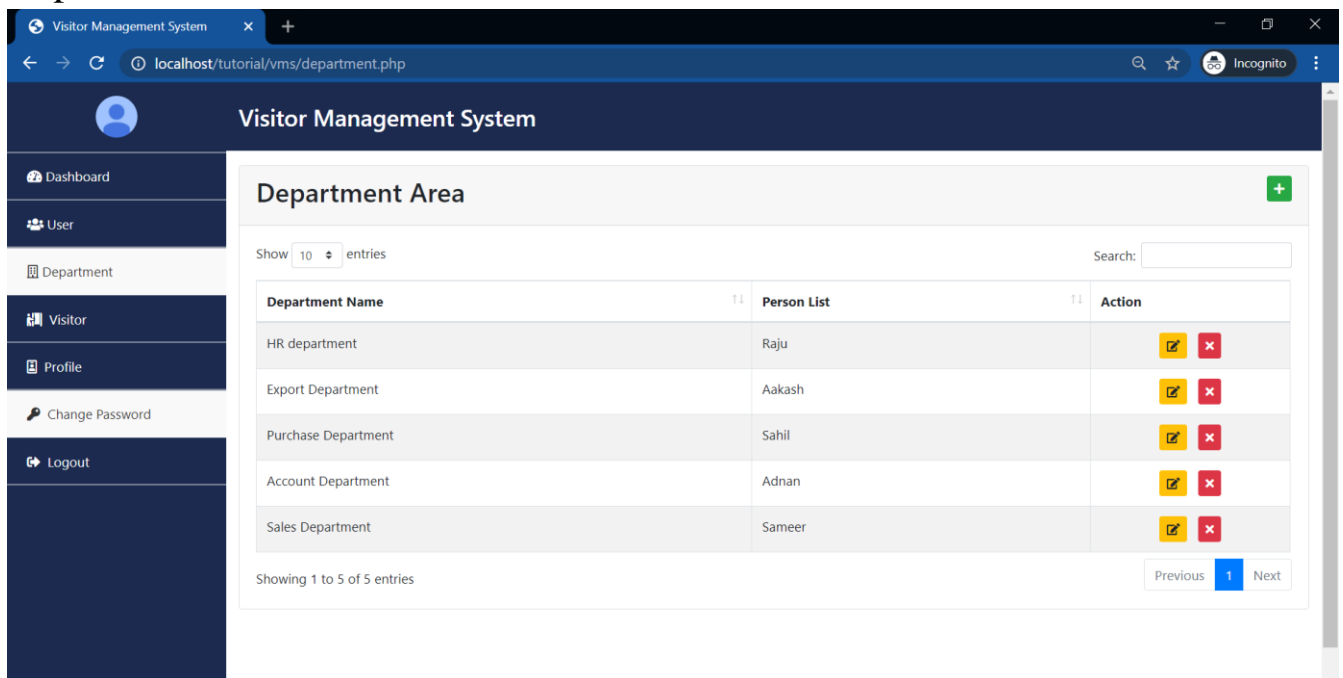 Visitor Management System
localhost/tutorial/vms/department.php
Incognito
Visitor Management System
Dashboard
User
Department
Visitor
Profile
Change Password
Logout
Department Area
Show 10 entries
Search:
Department Name Person List Action
HR department Raju
Export Department Aakash
Purchase Department Sahil
Account Department Adnan
Sales Department Sameer
Showing 1 to 5 of 5 entries
Previous 1 Next